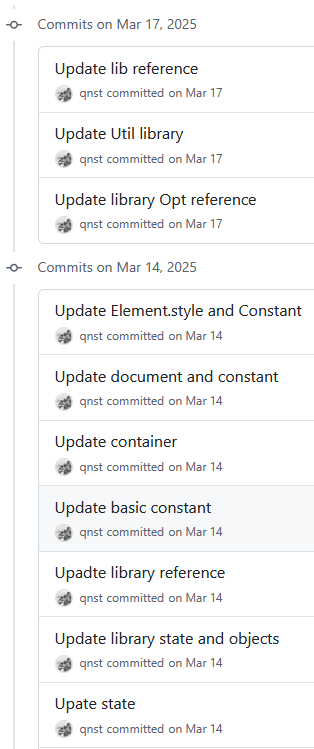 Commits on Mar 17, 2025
Update lib reference
qnst committed on Mar 17
Update Util library
qnst committed on Mar 17
Update library Opt reference
qnst committed on Mar 17
Commits on Mar 14, 2025
Update Element.style and Constant
qnst committed on Mar 14
Update document and constant
qnst committed on Mar 14
Update container
qnst committed on Mar 14
Update basic constant
qnst committed on Mar 14
Upadte library reference
qnst committed on Mar 14
Update library state and objects
qnst committed on Mar 14
Upate state
qnst committed on Mar 14